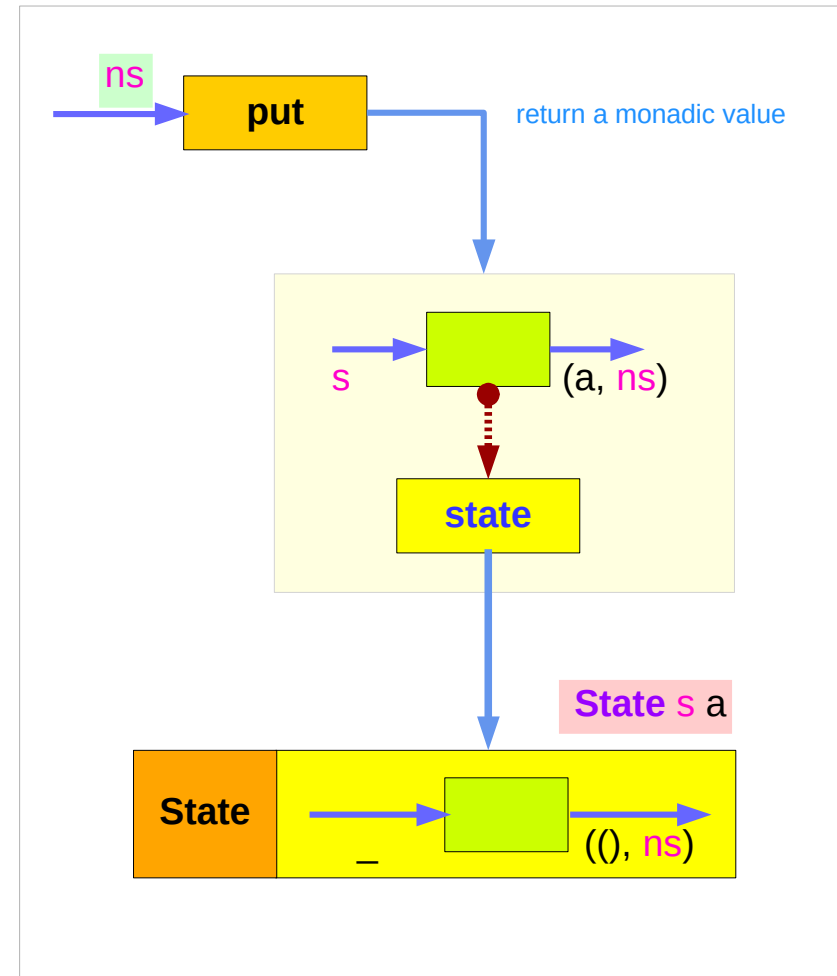 ns
put
return a monadic value
s
(a, ns)
state
State s a
State
_
((), ns)